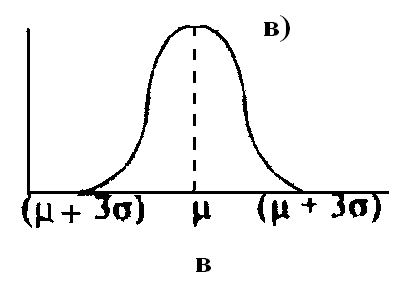 в)
(μ + 3σ) μ (μ + 3σ)
в